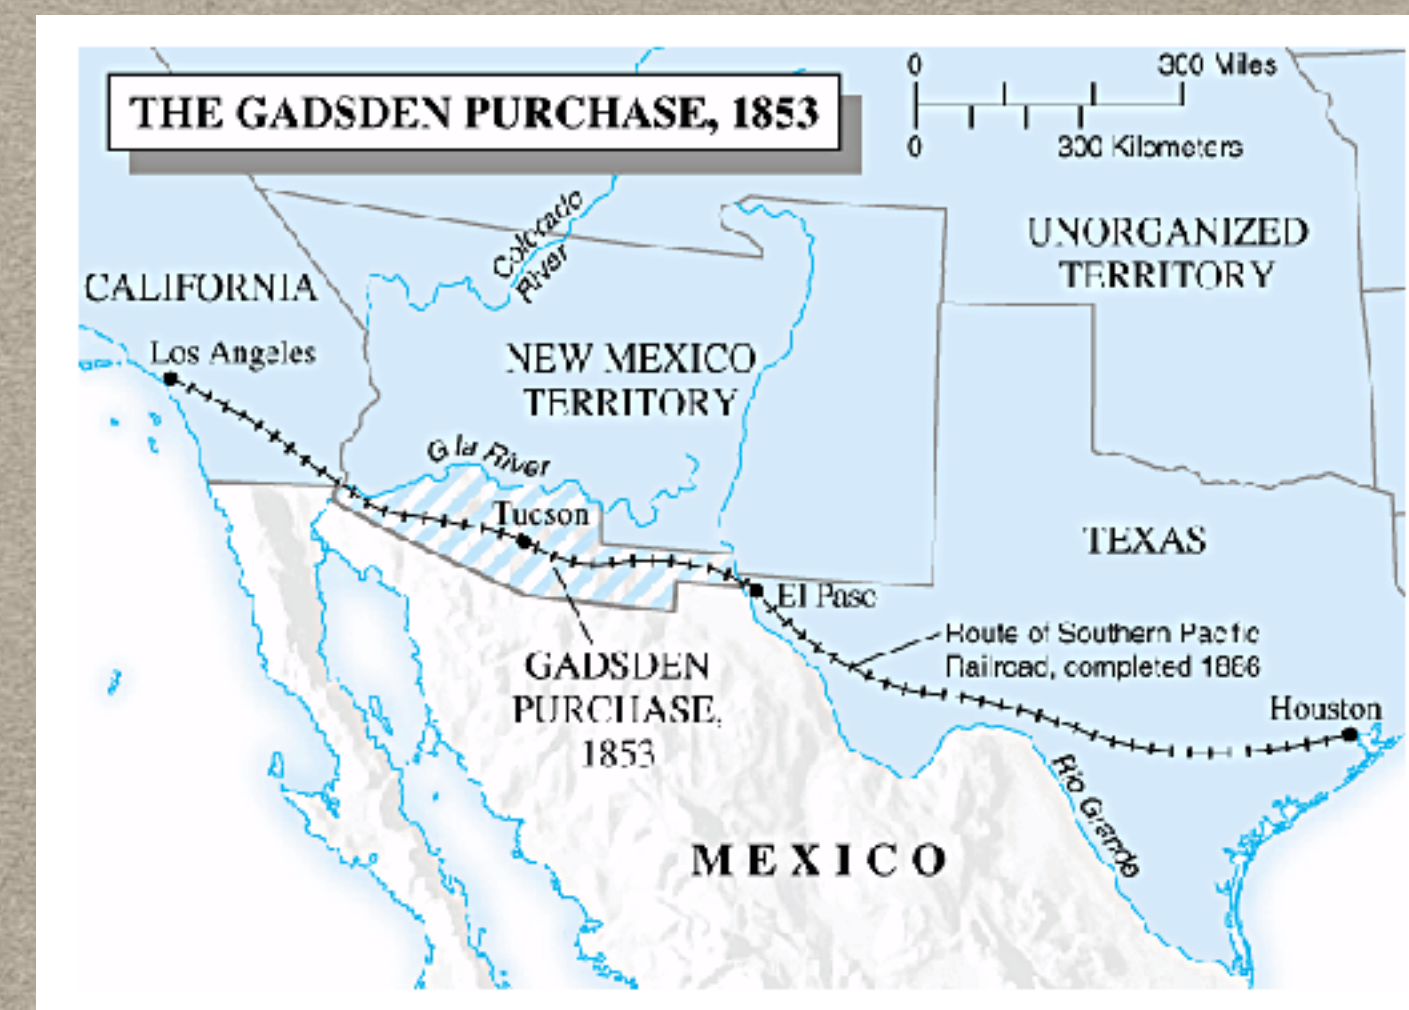 THE GADSDEN PURCHASE, 1853
0 300 Miles
0 300 Kilometers
Colorado
River
UNORGANIZED
TERRITORY
CALIFORNIA
Los Angeles
NEW MEXICO
TERRITORY
Gila River
Tucson
TEXAS
El Paso
Route of Southern Pacific
Railroad, completed 1886
GADSDEN
PURCHASE,
1853
Houston
Rio Grande
MEXICO